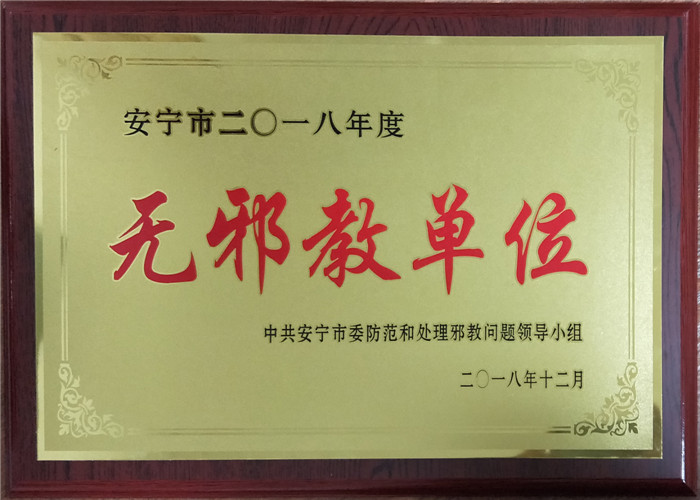 安宁市二〇一八年度
无邪教单位
中共安宁市委防范和处理邪教问题领导小组
二〇一八年十二月